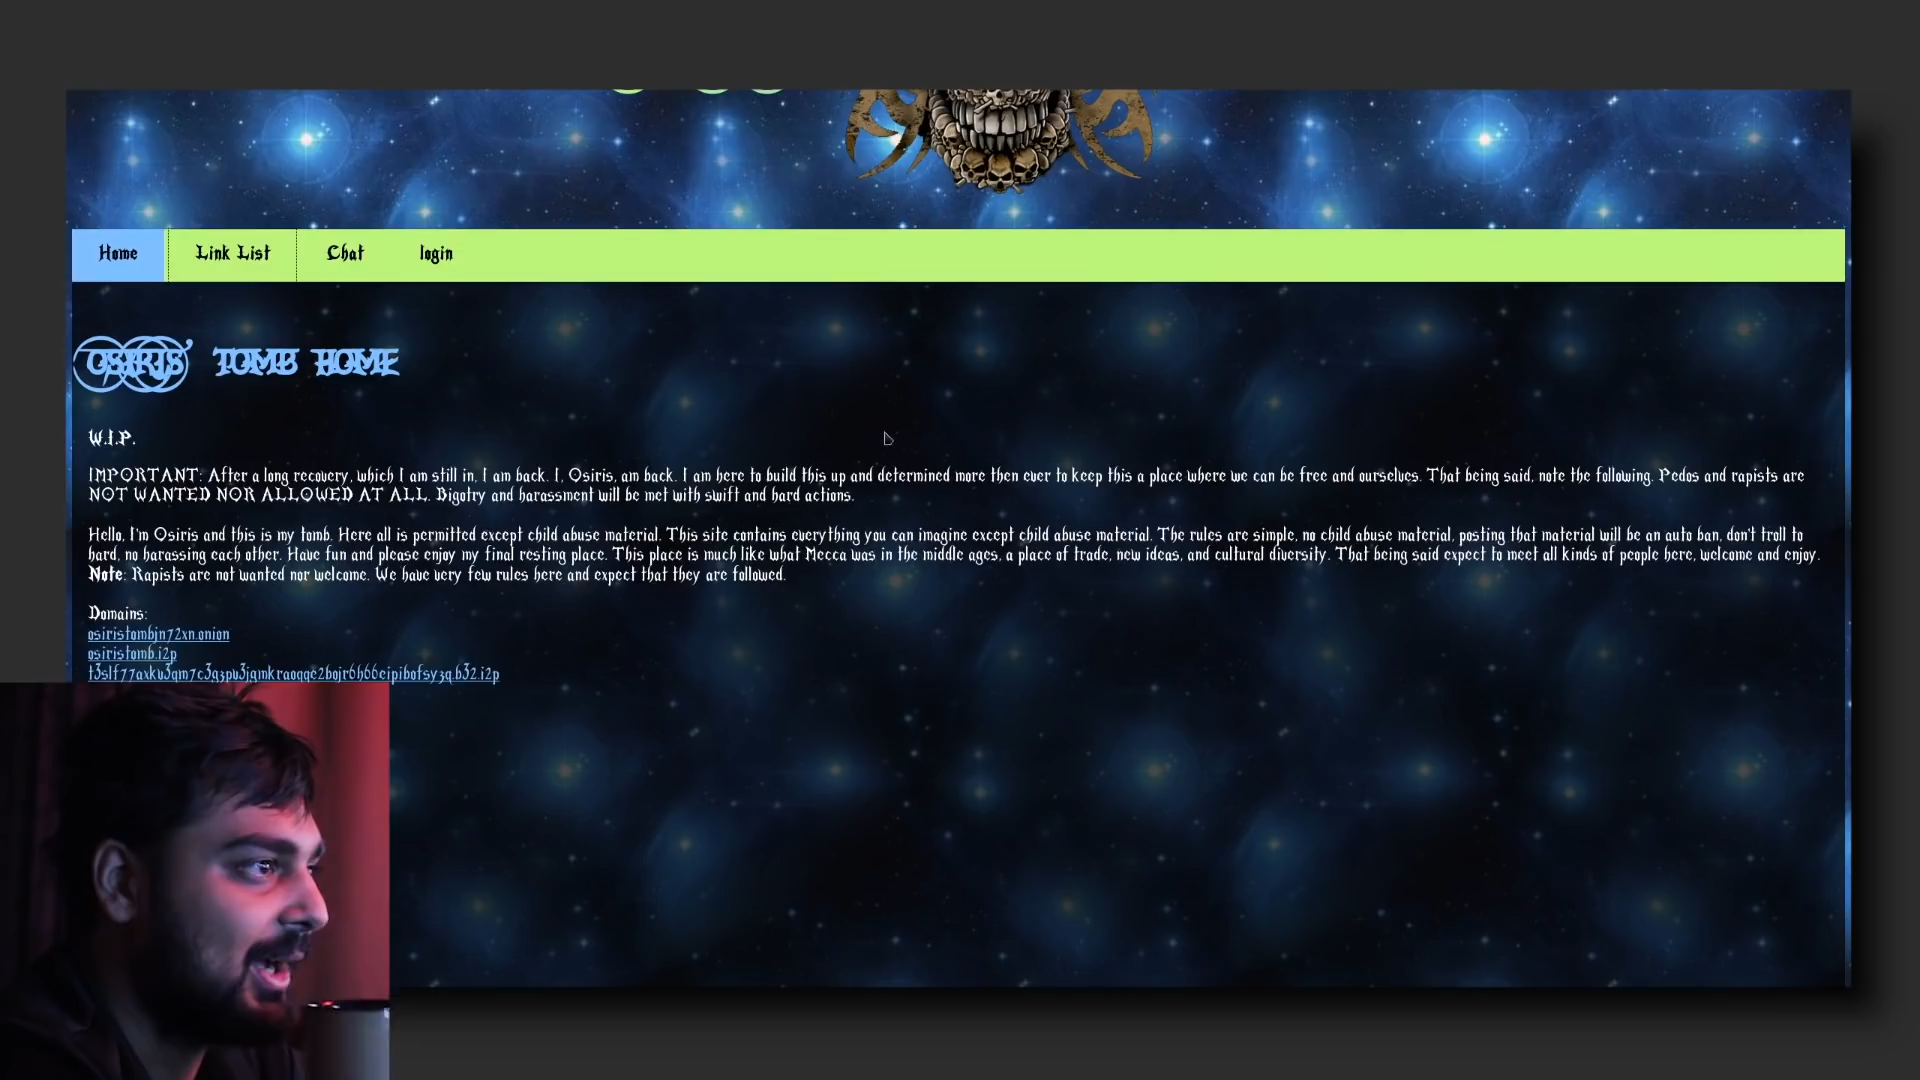 Home Link List Chat login
OSIRIS' TOMB HOME
W.I.P.
IMPORTANT: After a long recovery, which I am still in, I am back. I, Osiris, am back. I am here to build this up and determined more then ever to keep this a place where we can be free and ourselves. That being said, note the following. Pedos and rapists are
NOT WANTED NOR ALLOWED AT ALL. Bigotry and harassment will be met with swift and hard actions.
Hello, I'm Osiris and this is my tomb. Here all is permitted except child abuse material. This site contains everything you can imagine except child abuse material. The rules are simple, no child abuse material, posting that material will be an auto ban, don't troll to
hard, no harassing each other. Have fun and please enjoy my final resting place. This place is much like what Mecca was in the middle ages, a place of trade, new ideas, and cultural diversity. That being said expect to meet all kinds of people here, welcome and enjoy.
Note: Rapists are not wanted nor welcome. We have very few rules here and expect that they are followed.
Domains:
osiristombjn72xn.onion
osiristomb.i2p